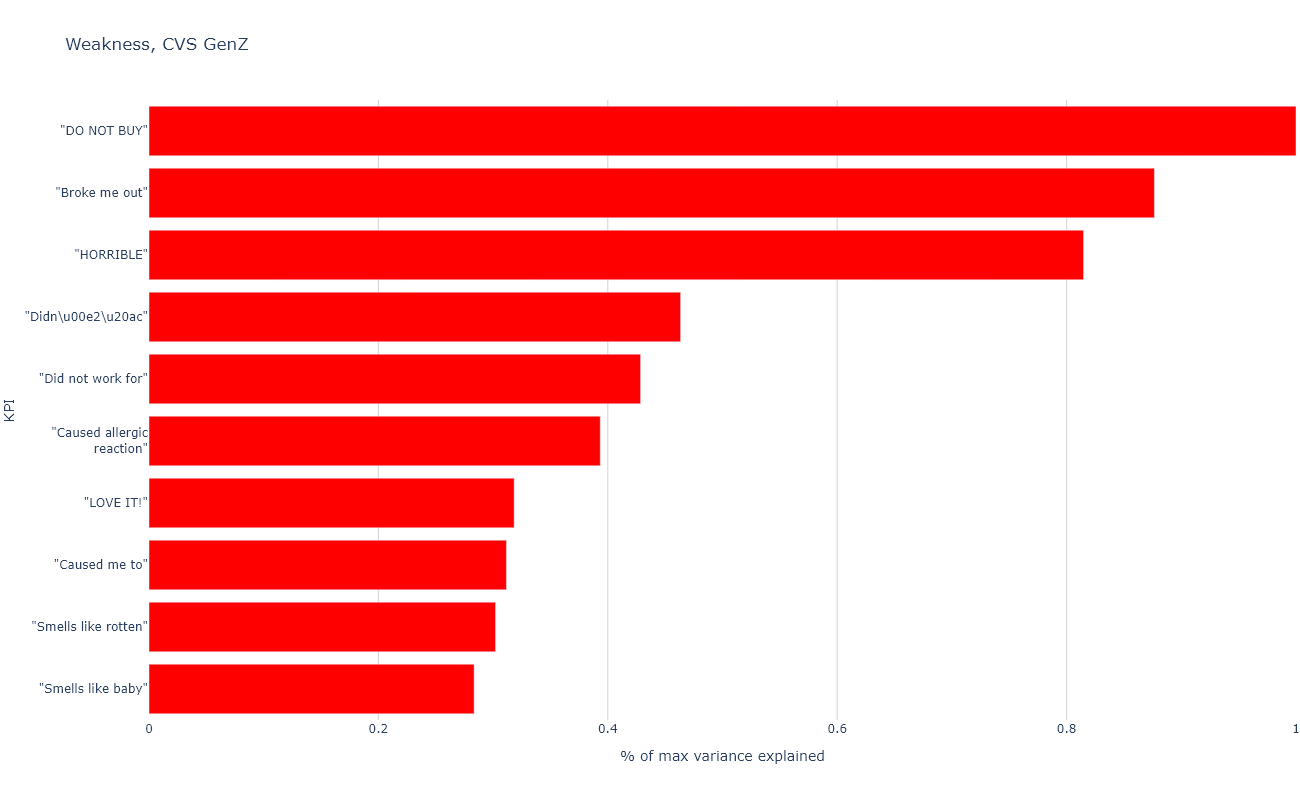 Weakness, CVS GenZ
KPI
"DO NOT BUY"
"Broke me out"
"HORRIBLE"
"Didn\u00e2\u20ac"
"Did not work for"
"Caused allergic
reaction"
"LOVE IT!"
"Caused me to"
"Smells like rotten"
"Smells like baby"
0
0.2
0.4
0.6
0.8
1
% of max variance explained